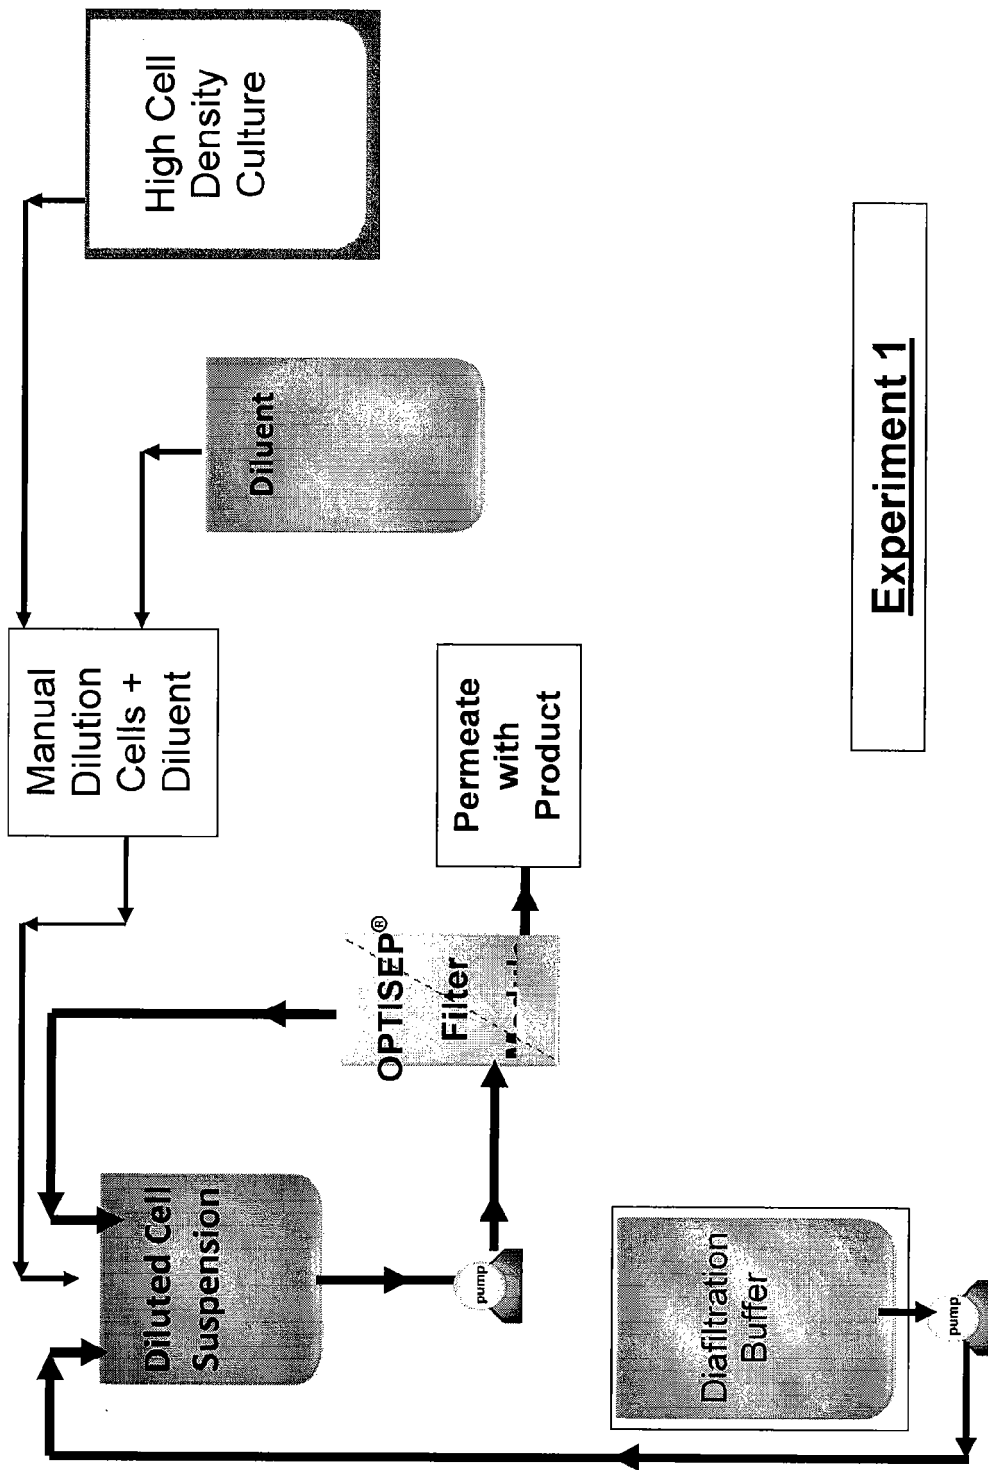 High Cell
Density
Culture
Diluent
Manual
Dilution
Cells +
Diluent
Permeate
with
Product
OPTISEP®
Filter
Module
Diluted Cell
Suspension
pump
Diafiltration
Buffer
pump
Experiment 1